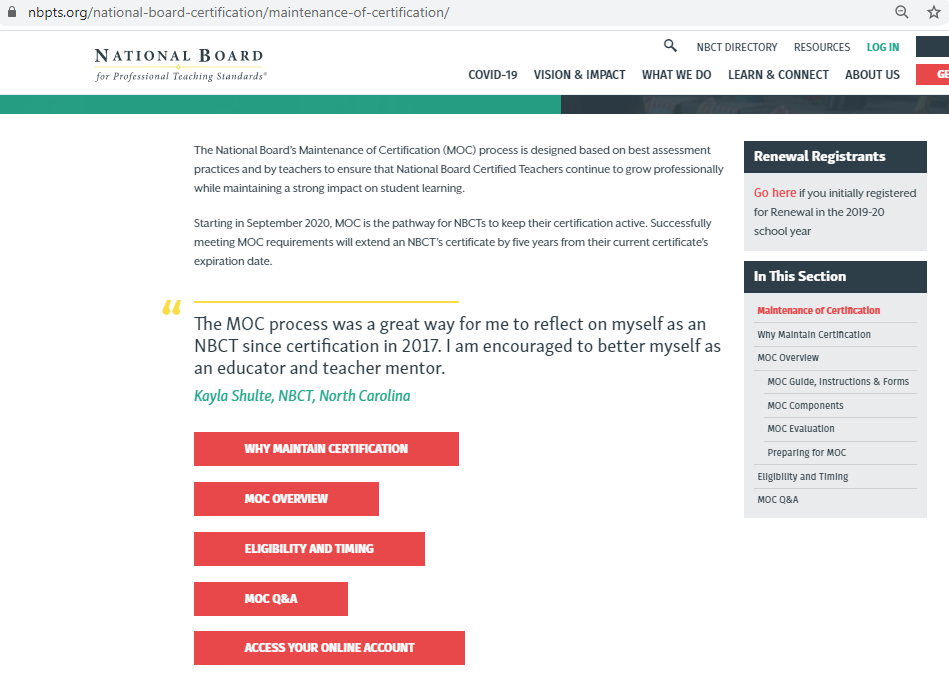 nbpts.org/national-board-certification/maintenance-of-certification/
NATIONAL BOARD
for Professional Teaching Standards®
NBCT DIRECTORY RESOURCES LOG IN
COVID-19 VISION & IMPACT WHAT WE DO LEARN & CONNECT ABOUT US GE
The National Board's Maintenance of Certification (MOC) process is designed based on best assessment
practices and by teachers to ensure that National Board Certified Teachers continue to grow professionally
while maintaining a strong impact on student learning.
Starting in September 2020, MOC is the pathway for NBCTs to keep their certification active. Successfully
meeting MOC requirements will extend an NBCT's certificate by five years from their current certificate's
expiration date.
“
The MOC process was a great way for me to reflect on myself as an
NBCT since certification in 2017. I am encouraged to better myself as
an educator and teacher mentor.
Kayla Shulte, NBCT, North Carolina
WHY MAINTAIN CERTIFICATION
MOC OVERVIEW
ELIGIBILITY AND TIMING
MOC Q&A
ACCESS YOUR ONLINE ACCOUNT
Renewal Registrants
Go here if you initially registered
for Renewal in the 2019-20
school year
In This Section
Maintenance of Certification
Why Maintain Certification
MOC Overview
MOC Guide, Instructions & Forms
MOC Components
MOC Evaluation
Preparing for MOC
Eligibility and Timing
MOC Q&A